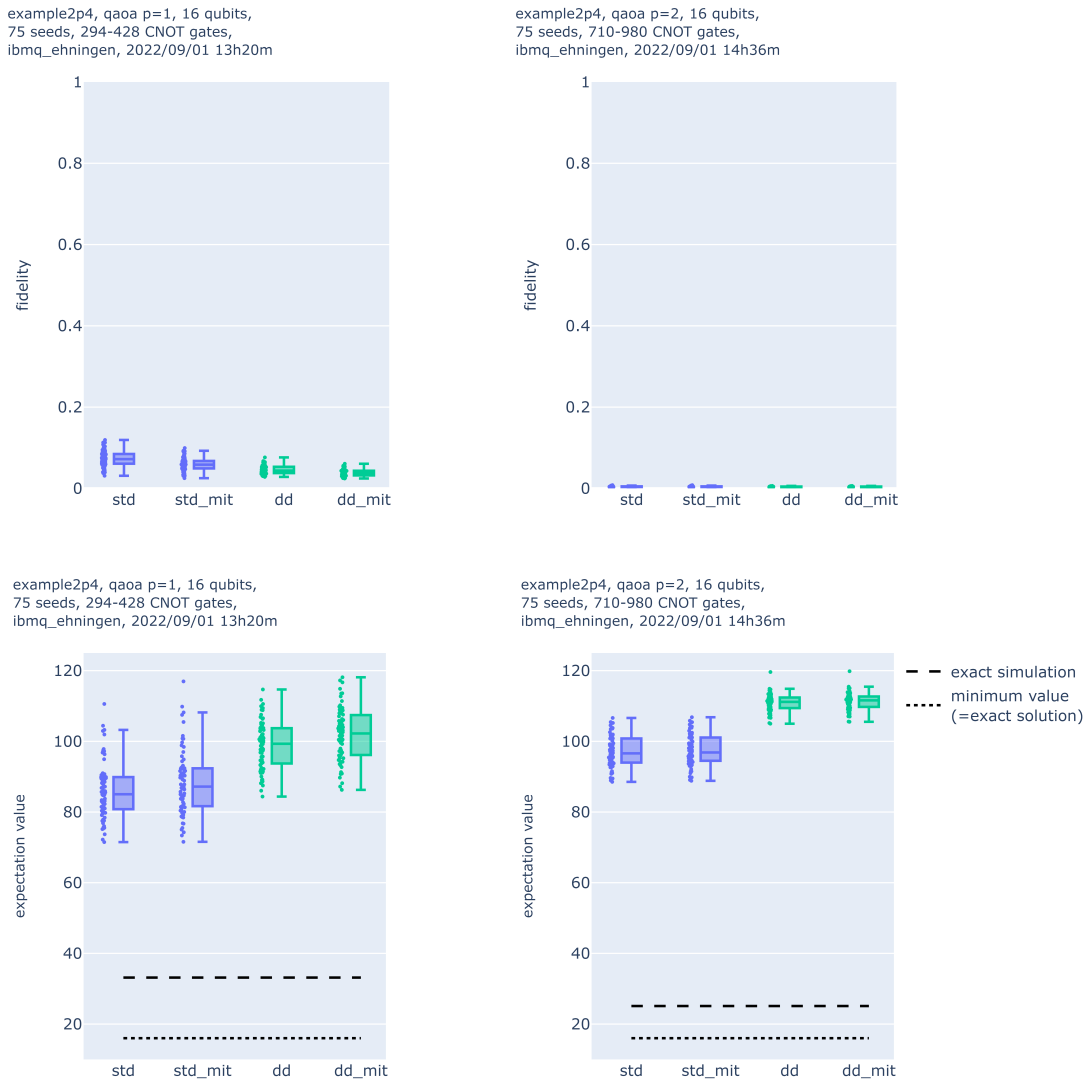 example2p4, qaoa p=1, 16 qubits,
75 seeds, 294-428 CNOT gates,
ibmq_ehningen, 2022/09/01 13h20m
1
0.8
0.6
0.4
0.2
0
fidelity
std
std_mit
dd
dd_mit
example2p4, qaoa p=2, 16 qubits,
75 seeds, 710-980 CNOT gates,
ibmq_ehningen, 2022/09/01 14h36m
1
0.8
0.6
0.4
0.2
0
fidelity
std
std_mit
dd
dd_mit
example2p4, qaoa p=1, 16 qubits,
75 seeds, 294-428 CNOT gates,
ibmq_ehningen, 2022/09/01 13h20m
120
100
80
60
40
20
expectation value
std
std_mit
dd
dd_mit
example2p4, qaoa p=2, 16 qubits,
75 seeds, 710-980 CNOT gates,
ibmq_ehningen, 2022/09/01 14h36m
120
100
80
60
40
20
expectation value
std
std_mit
dd
dd_mit
exact simulation
minimum value
(=exact solution)